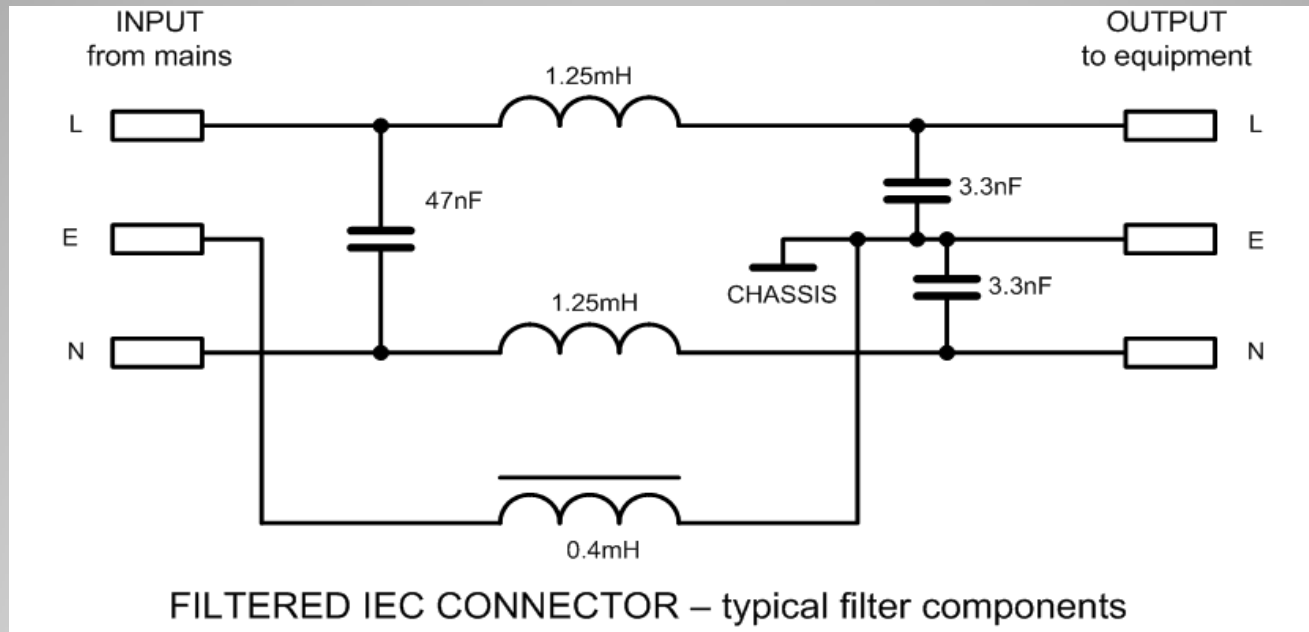 INPUT
from mains
OUTPUT
to equipment
1.25mH
L
L
47nF
3.3nF
E
E
CHASSIS
3.3nF
1.25mH
N
N
0.4mH
FILTERED IEC CONNECTOR – typical filter components